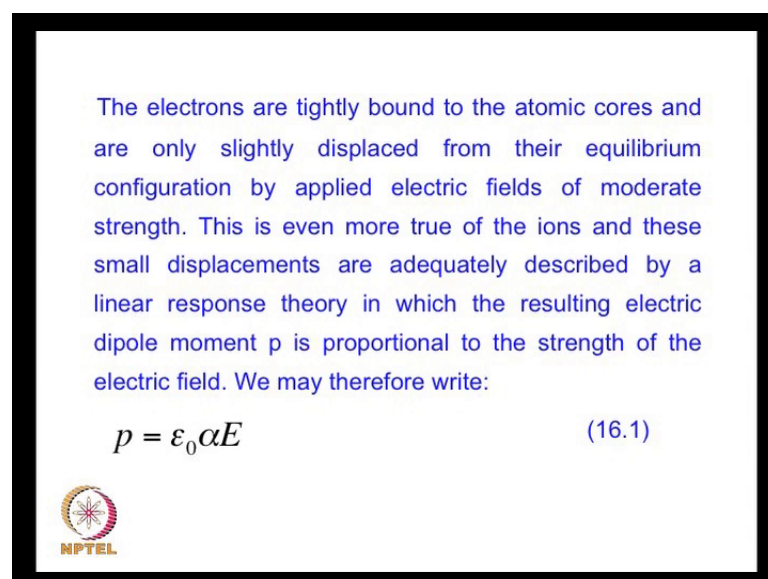 The electrons are tightly bound to the atomic cores and
are only slightly displaced from their equilibrium
configuration by applied electric fields of moderate
strength. This is even more true of the ions and these
small displacements are adequately described by a
linear response theory in which the resulting electric
dipole moment p is proportional to the strength of the
electric field. We may therefore write:
p = ε₀αE (16.1)
NPTEL